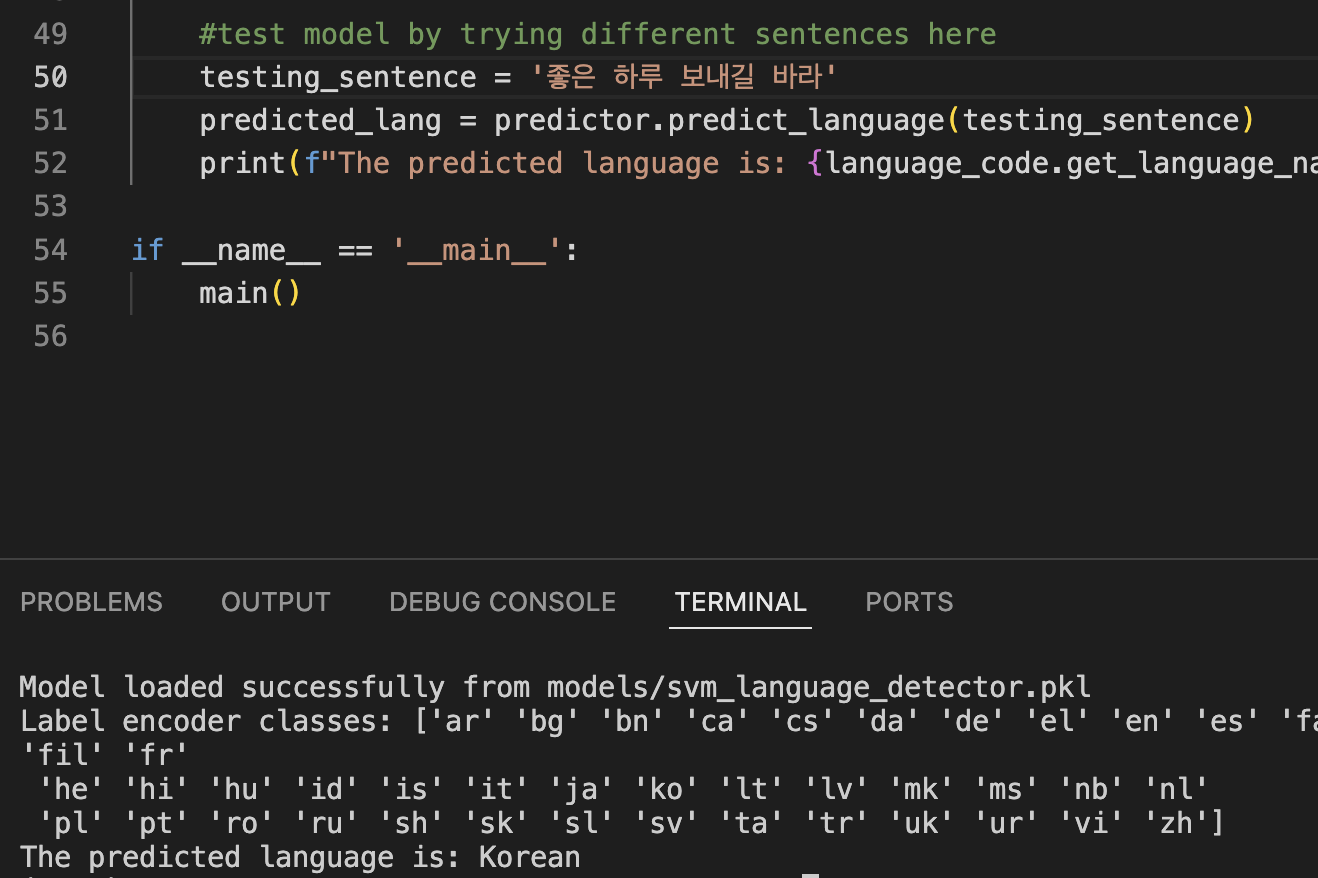 49 #test model by trying different sentences here
50 testing_sentence = '좋은 하루 보내길 바라'
51 predicted_lang = predictor.predict_language(testing_sentence)
52 print(f"The predicted language is: {language_code.get_language_na
53
54 if __name__ == '__main__':
55 main()
56
PROBLEMS OUTPUT DEBUG CONSOLE TERMINAL PORTS
Model loaded successfully from models/svm_language_detector.pkl
Label encoder classes: ['ar' 'bg' 'bn' 'ca' 'cs' 'da' 'de' 'el' 'en' 'es' 'fa
'fil' 'fr'
'he' 'hi' 'hu' 'id' 'is' 'it' 'ja' 'ko' 'lt' 'lv' 'mk' 'ms' 'nb' 'nl'
'pl' 'pt' 'ro' 'ru' 'sh' 'sk' 'sl' 'sv' 'ta' 'tr' 'uk' 'ur' 'vi' 'zh']
The predicted language is: Korean